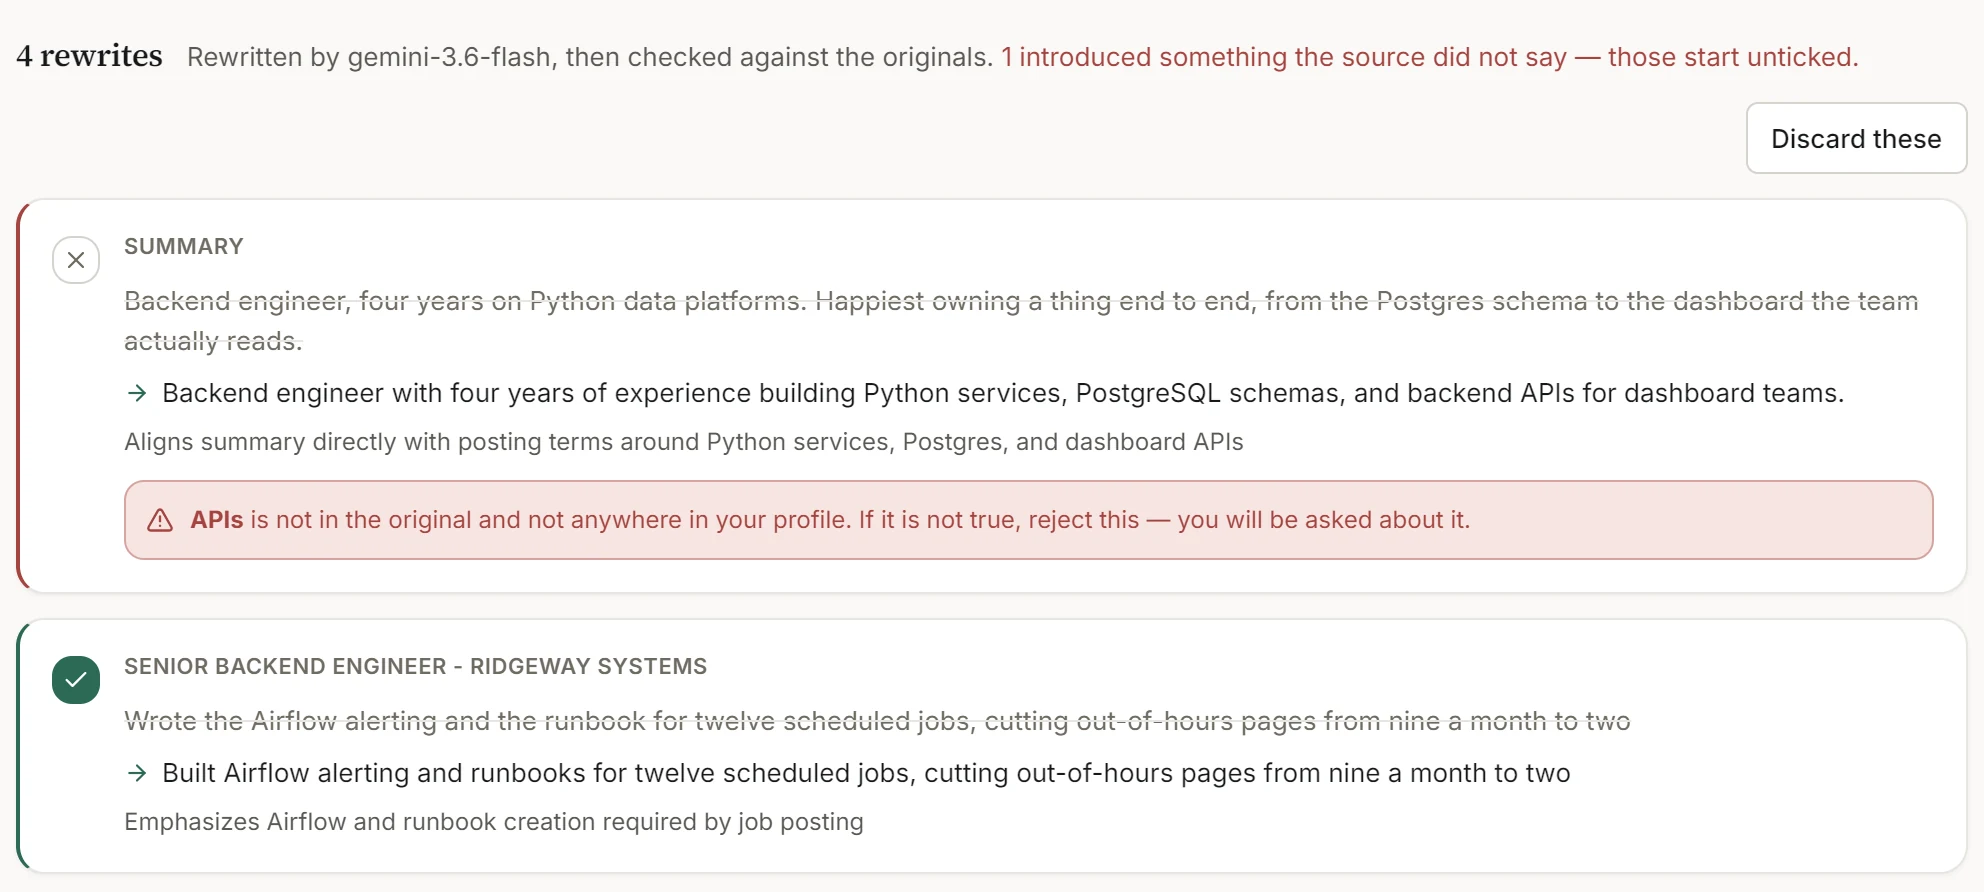 4 rewrites Rewritten by gemini-3.6-flash, then checked against the originals. 1 introduced something the source did not say — those start unticked.
Discard these
SUMMARY
Backend engineer, four years on Python data platforms. Happiest owning a thing end to end, from the Postgres schema to the dashboard the team
actually reads.
→ Backend engineer with four years of experience building Python services, PostgreSQL schemas, and backend APIs for dashboard teams.
Aligns summary directly with posting terms around Python services, Postgres, and dashboard APIs
APIs is not in the original and not anywhere in your profile. If it is not true, reject this — you will be asked about it.
SENIOR BACKEND ENGINEER - RIDGEWAY SYSTEMS
Wrote the Airflow alerting and the runbook for twelve scheduled jobs, cutting out-of-hours pages from nine a month to two
→ Built Airflow alerting and runbooks for twelve scheduled jobs, cutting out-of-hours pages from nine a month to two
Emphasizes Airflow and runbook creation required by job posting